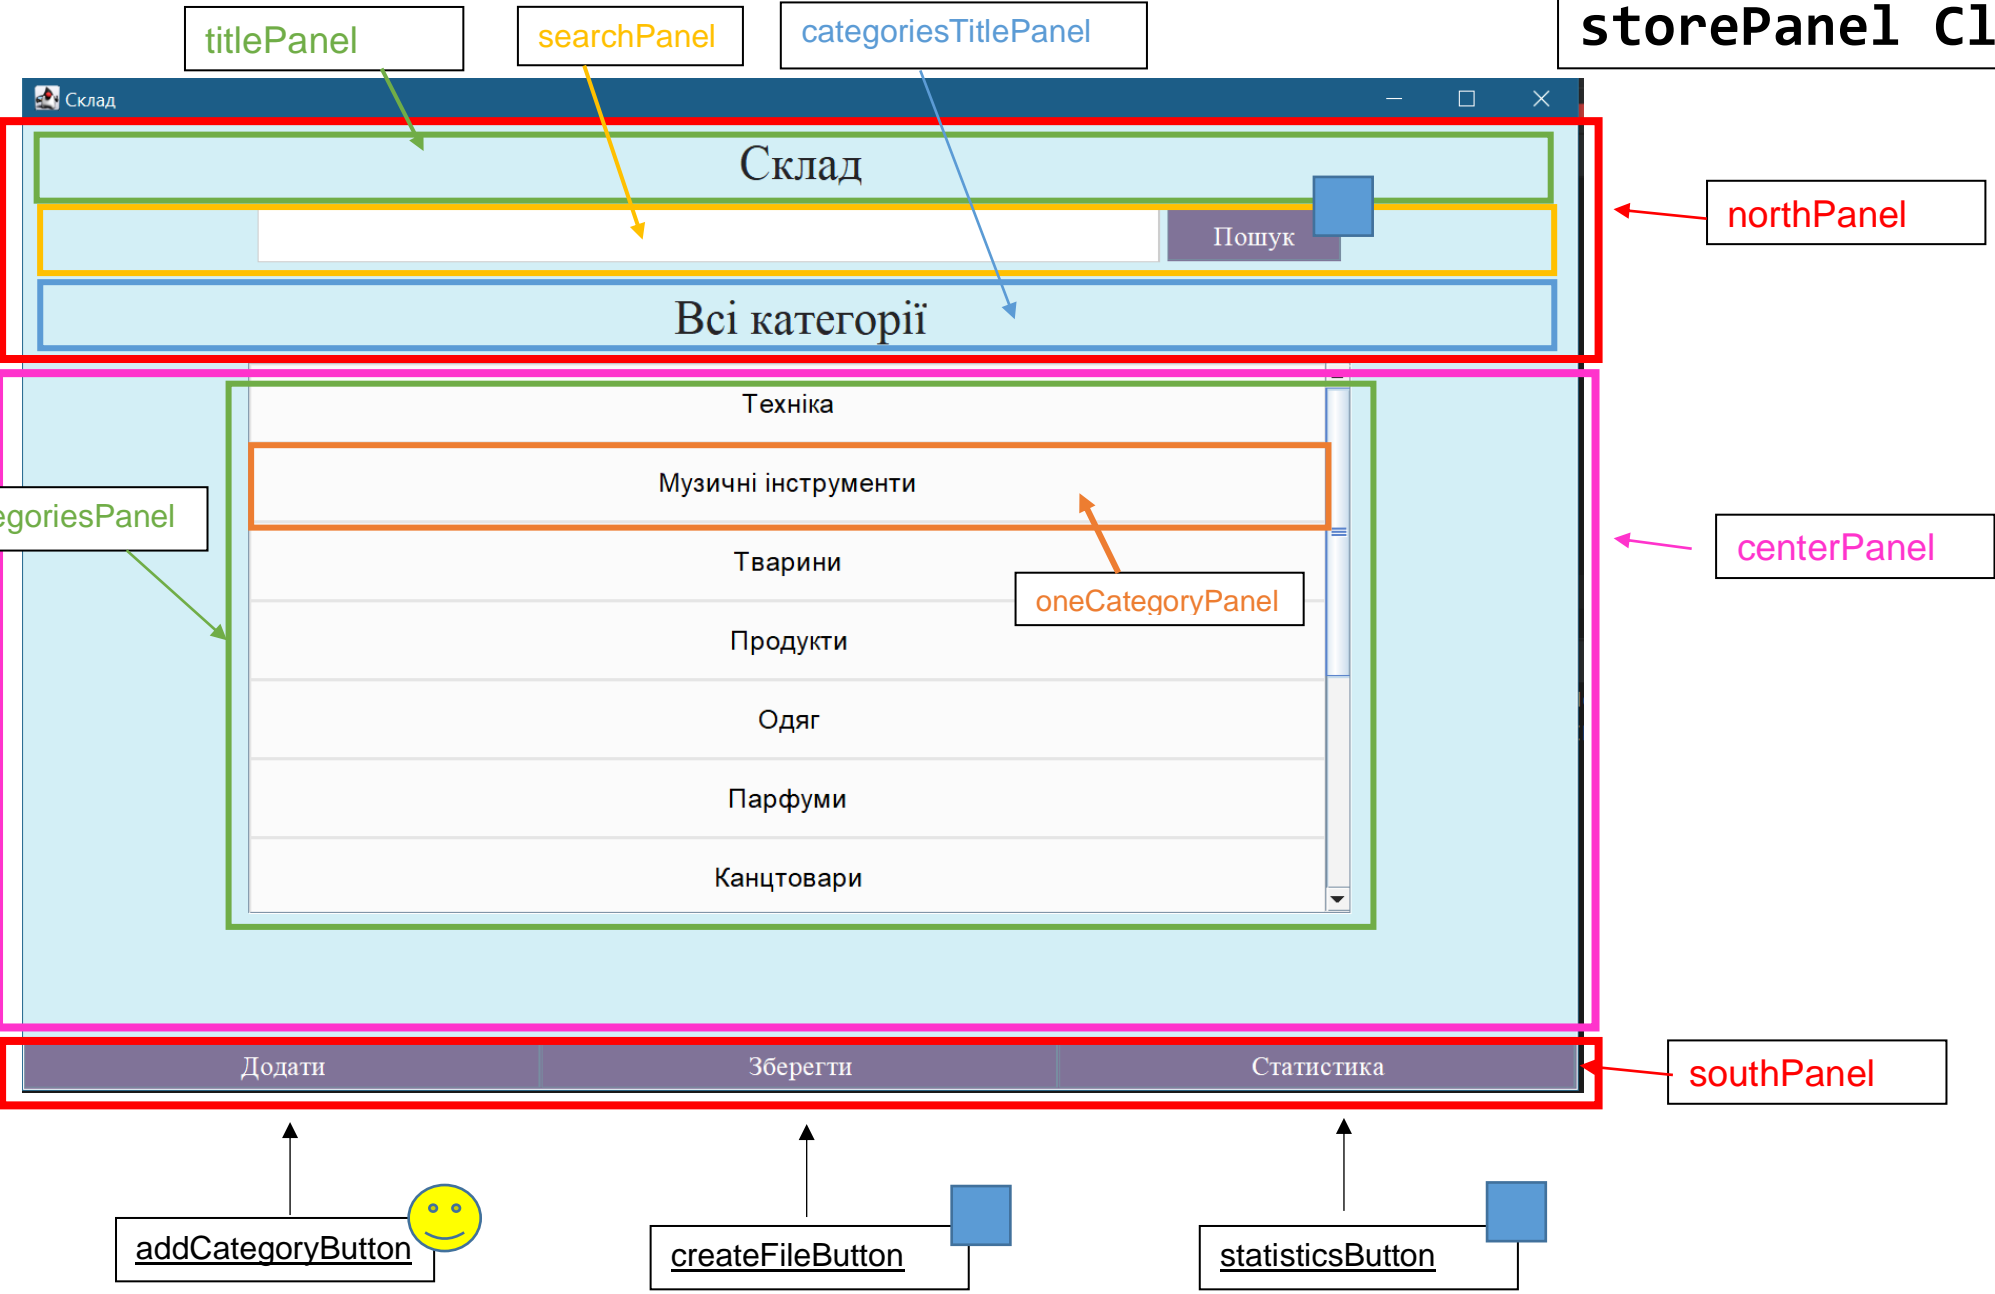 storePanel Cl
titlePanel
searchPanel
categoriesTitlePanel
Склад
Склад
northPanel
Пошук
Всі категорії
Техніка
Музичні інструменти
egoriesPanel
centerPanel
Тварини
oneCategoryPanel
Продукти
Одяг
Парфуми
Канцтовари
Додати
Зберегти
Статистика
southPanel
addCategoryButton
createFileButton
statisticsButton